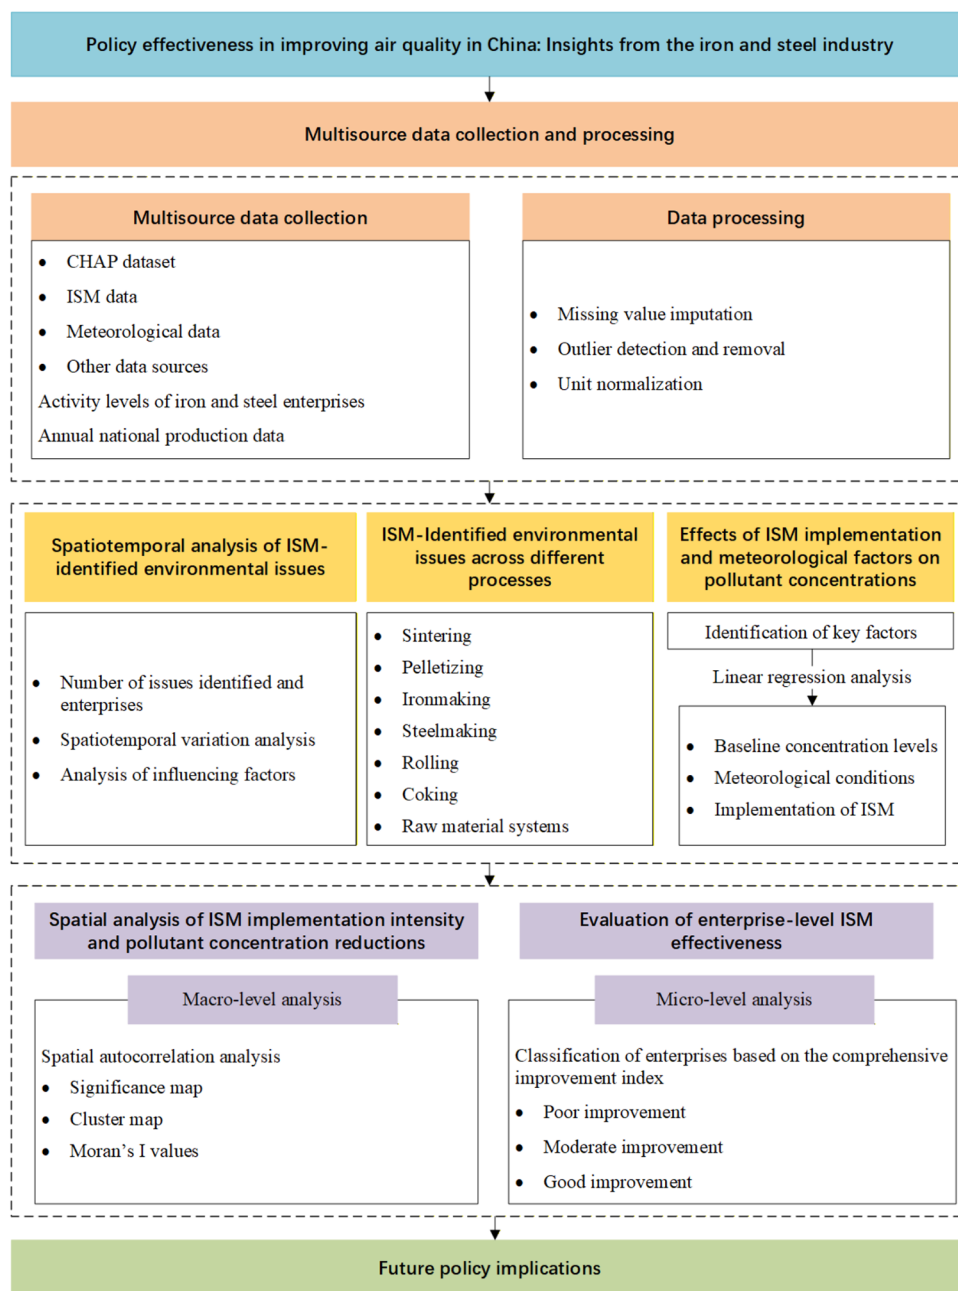 Policy effectiveness in improving air quality in China: Insights from the iron and steel industry
Multisource data collection and processing
Multisource data collection
• CHAP dataset
• ISM data
• Meteorological data
• Other data sources
Activity levels of iron and steel enterprises
Annual national production data
Data processing
• Missing value imputation
• Outlier detection and removal
• Unit normalization
Spatiotemporal analysis of ISM-
identified environmental issues
• Number of issues identified and
enterprises
• Spatiotemporal variation analysis
• Analysis of influencing factors
ISM-Identified environmental
issues across different
processes
• Sintering
• Pelletizing
• Ironmaking
• Steelmaking
• Rolling
• Coking
• Raw material systems
Effects of ISM implementation
and meteorological factors on
pollutant concentrations
Identification of key factors
Linear regression analysis
• Baseline concentration levels
• Meteorological conditions
• Implementation of ISM
Spatial analysis of ISM implementation intensity
and pollutant concentration reductions
Macro-level analysis
Spatial autocorrelation analysis
• Significance map
• Cluster map
• Moran's I values
Evaluation of enterprise-level ISM
effectiveness
Micro-level analysis
Classification of enterprises based on the comprehensive
improvement index
• Poor improvement
• Moderate improvement
• Good improvement
Future policy implications